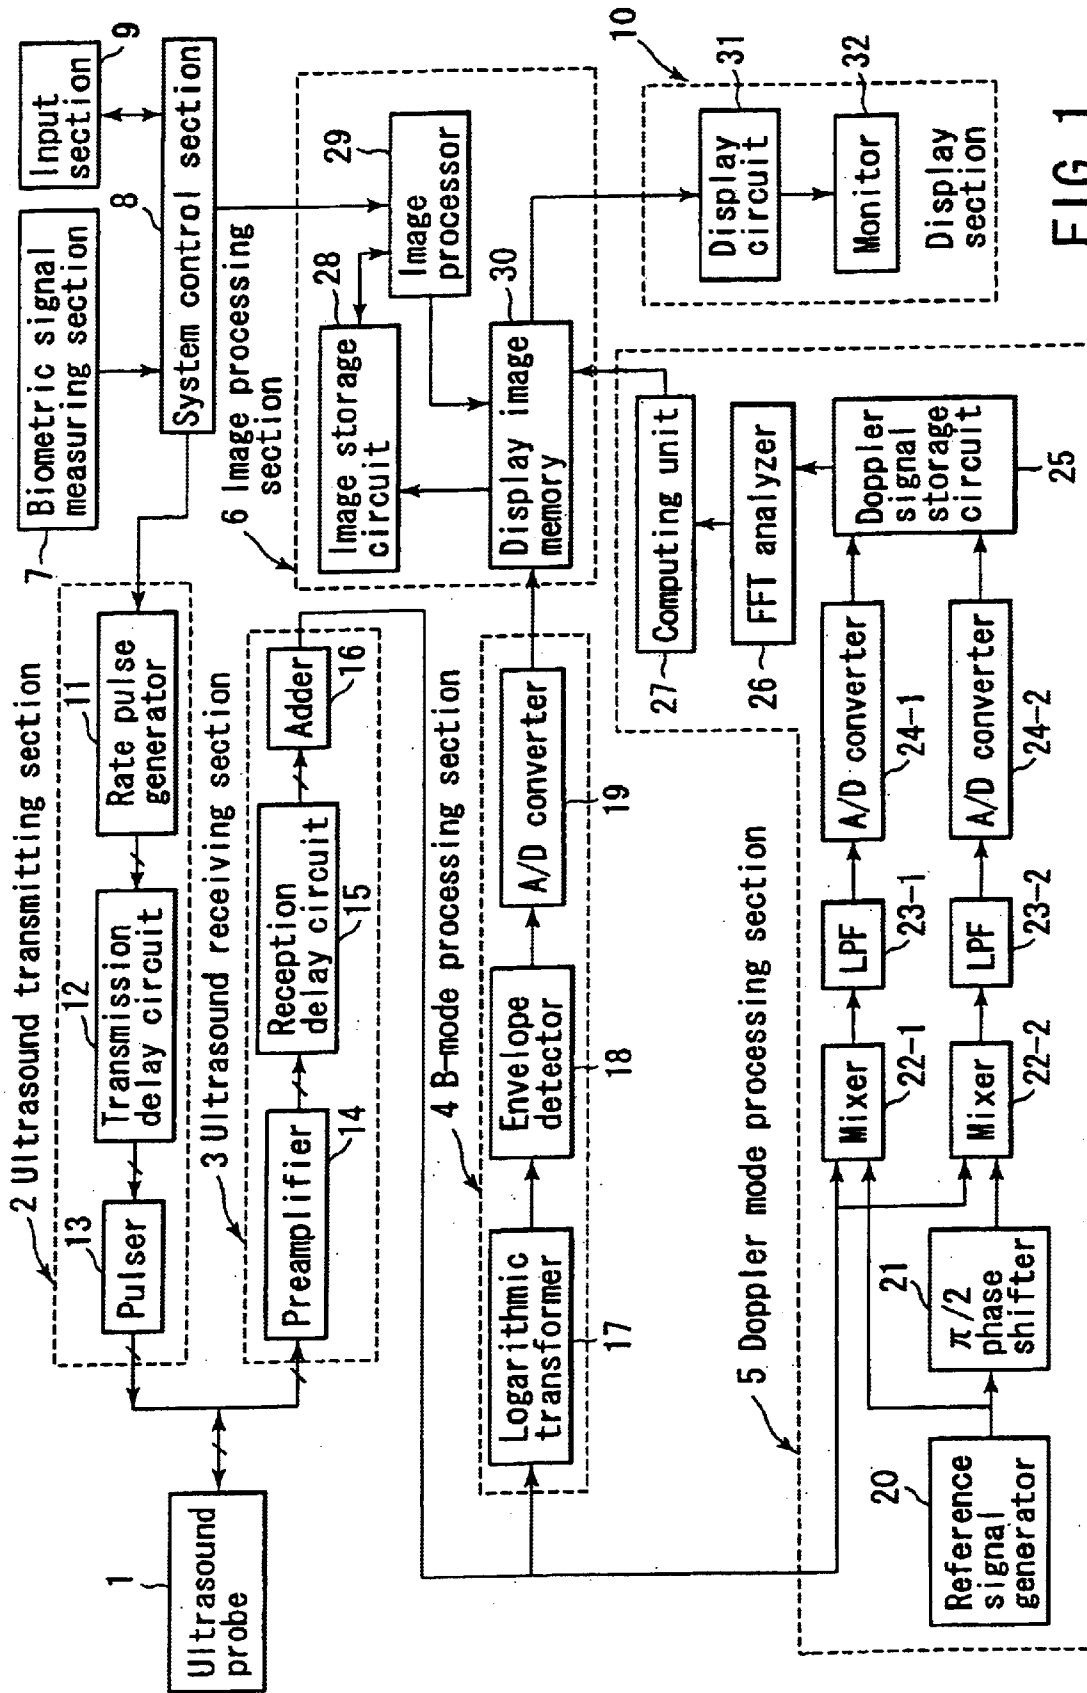 1
Ultrasound
probe
2 Ultrasound transmitting section
13
Pulser
12
Transmission
delay circuit
11
Rate pulse
generator
7
Biometric signal
measuring section
Input
section
9
8
System control section
3 Ultrasound receiving section
Preamplifier
14
Reception
delay circuit
15
Adder
16
6 Image processing
section
28
Image storage
circuit
29
Image
processor
30
Display image
memory
4 B-mode processing section
Logarithmic
transformer
17
Envelope
detector
18
A/D converter
19
10
31
Display
circuit
32
Monitor
Display
section
5 Doppler mode processing section
20
Reference
signal
generator
21
π/2
phase
shifter
Mixer
22-1
LPF
23-1
A/D converter
24-1
Mixer
22-2
LPF
23-2
A/D converter
24-2
Doppler
signal
storage
circuit
25
FFT analyzer
26
Computing unit
27
FIG. 1